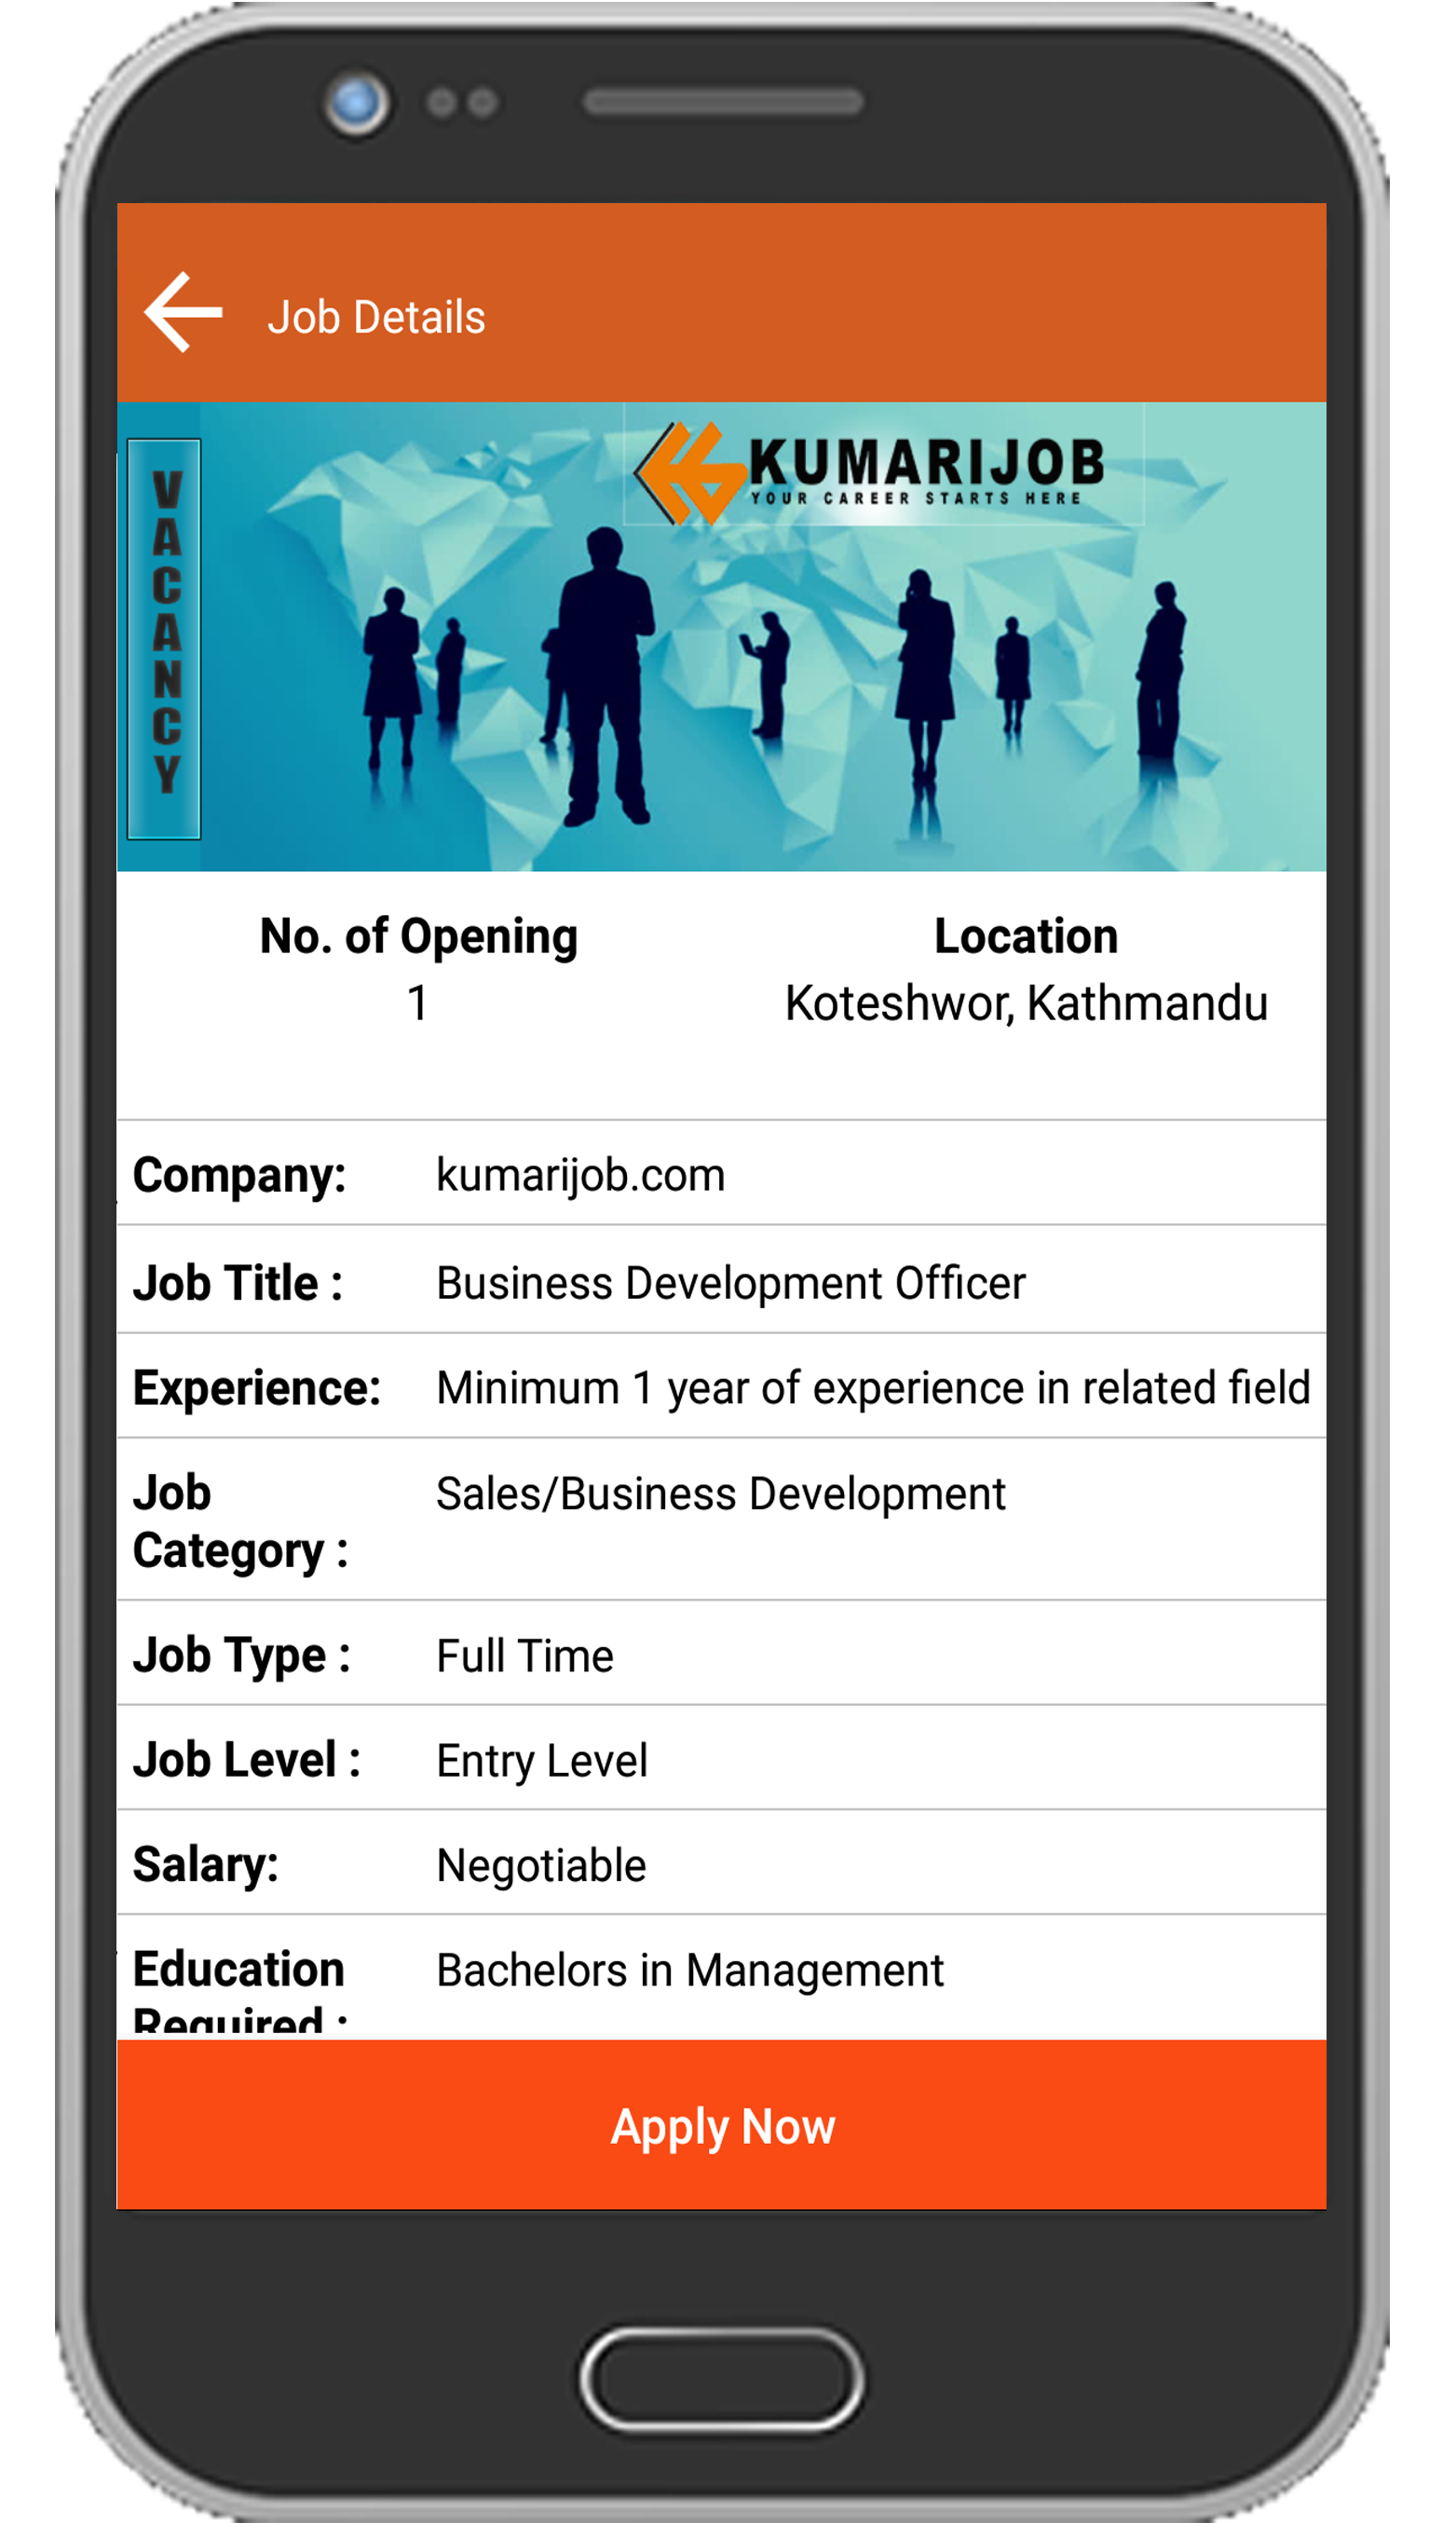 Job Details
VACANCY
KUMARIJOB
YOUR CAREER STARTS HERE
No. of Opening
Location
1
Koteshwor, Kathmandu
Company: kumarijob.com
Job Title : Business Development Officer
Experience: Minimum 1 year of experience in related field
Job Sales/Business Development
Category :
Job Type : Full Time
Job Level : Entry Level
Salary: Negotiable
Education Bachelors in Management
Required :
Apply Now